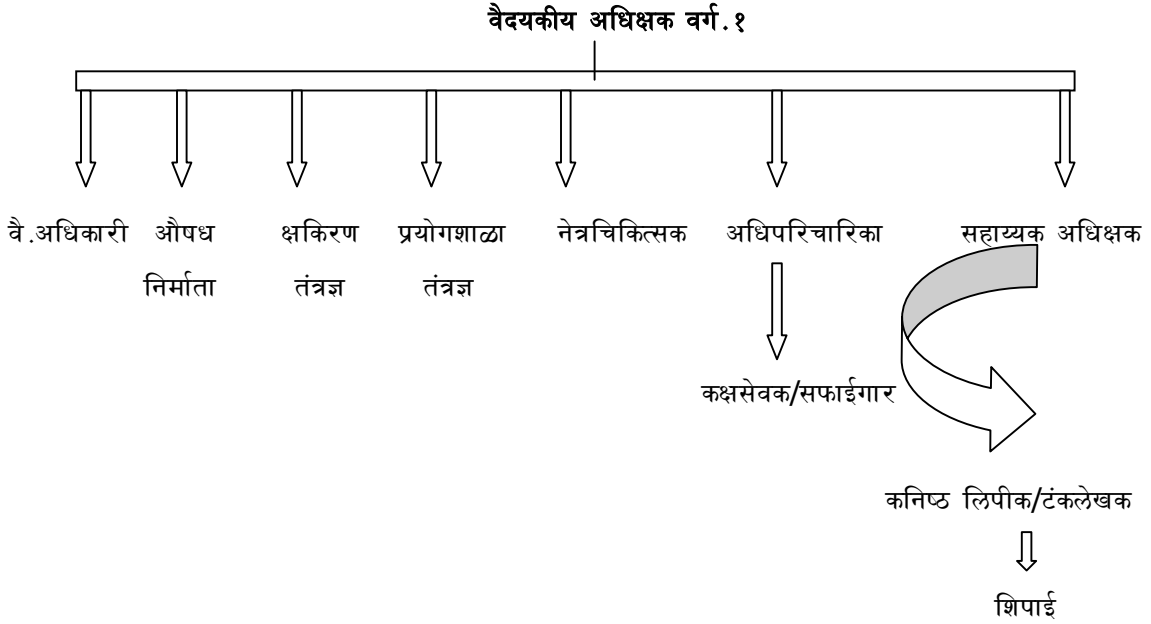 वैदयकीय अधिक्षक वर्ग.१
वै.अधिकारी औषध क्षकिरण प्रयोगशाळा नेत्रचिकित्सक अधिपरिचारिका सहाय्यक अधिक्षक
निर्माता तंत्रज्ञ तंत्रज्ञ
कक्षसेवक/सफाईगार
कनिष्ठ लिपीक/टंकलेखक
शिपाई